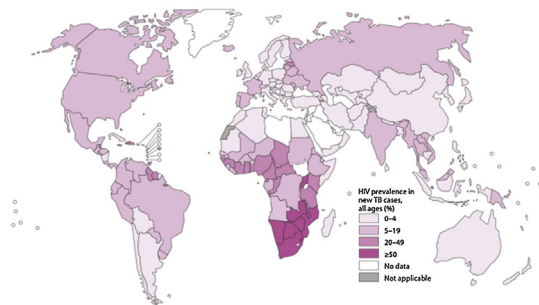 HIV prevalence in
new TB cases,
all ages (%)
0–4
5–19
20–49
≥50
No data
Not applicable